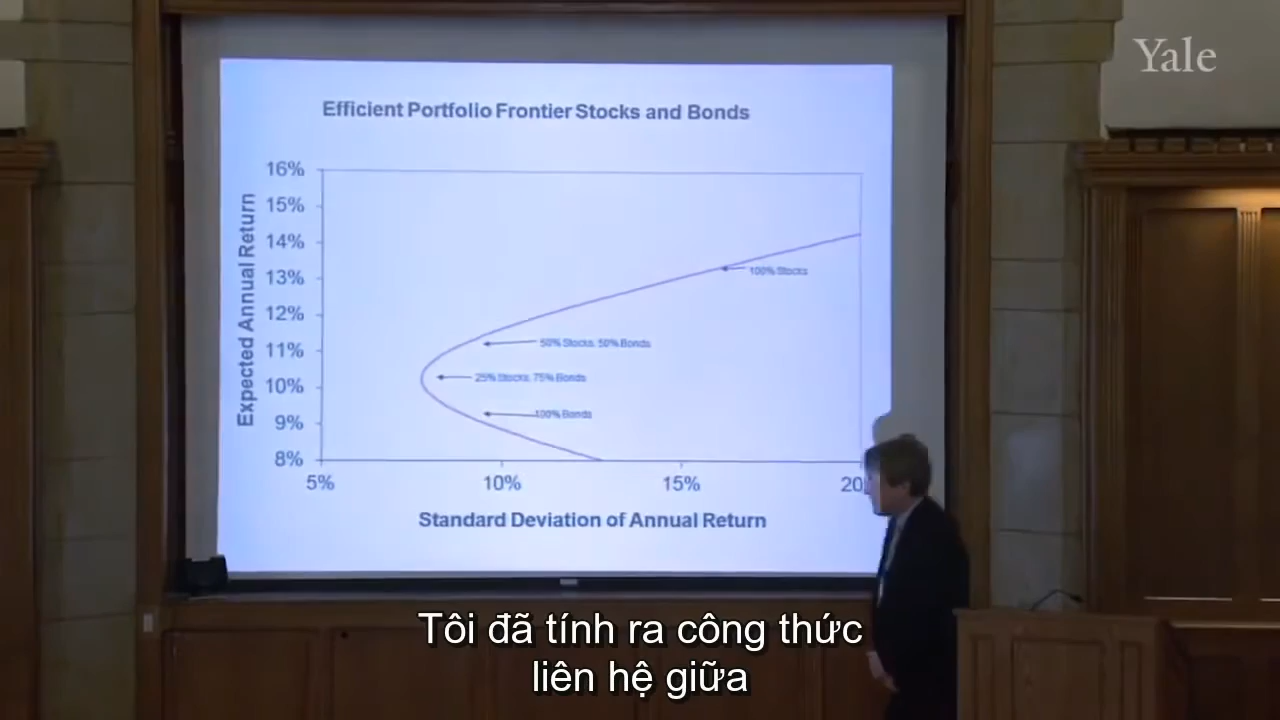 Yale
Efficient Portfolio Frontier Stocks and Bonds
Expected Annual Return
16%
15%
14%
13%
12%
11%
10%
9%
8%
100% Stocks
50% Stocks, 50% Bonds
25% Stocks, 75% Bonds
100% Bonds
5%
10%
15%
20
Standard Deviation of Annual Return
Tôi đã tính ra công thức
liên hệ giữa